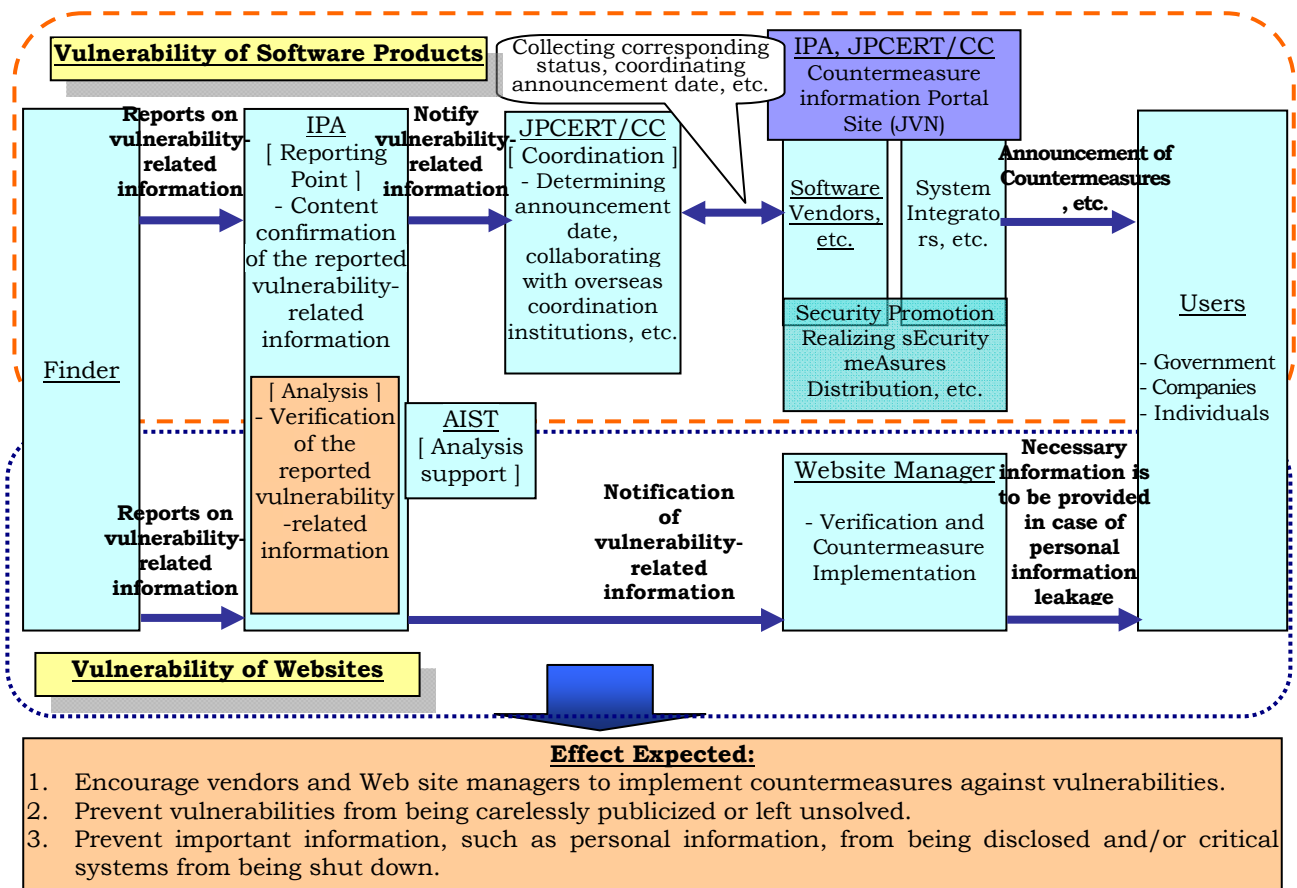 Vulnerability of Software Products
Collecting corresponding
status, coordinating
announcement date, etc.
IPA, JPCERT/CC
Countermeasure
information Portal
Site (JVN)
Finder
Reports on
vulnerability-
related
information
IPA
[ Reporting
Point ]
- Content
confirmation
of the reported
vulnerability-
related
information
[ Analysis ]
- Verification
of the
reported
vulnerability
-related
information
Notify
vulnerability-
related
information
JPCERT/CC
[ Coordination ]
- Determining
announcement
date,
collaborating
with overseas
coordination
institutions, etc.
Software
Vendors,
etc.
System
Integrato
rs, etc.
Security Promotion
Realizing sEcurity
meAsures
Distribution, etc.
Announcement of
Countermeasures
, etc.
Users
- Government
- Companies
- Individuals
AIST
[ Analysis
support ]
Reports on
vulnerability-
related
information
Notification
of
vulnerability-
related
information
Website Manager
- Verification and
Countermeasure
Implementation
Necessary
information is
to be provided
in case of
personal
information
leakage
Vulnerability of Websites
Effect Expected:
1. Encourage vendors and Web site managers to implement countermeasures against vulnerabilities.
2. Prevent vulnerabilities from being carelessly publicized or left unsolved.
3. Prevent important information, such as personal information, from being disclosed and/or critical
systems from being shut down.